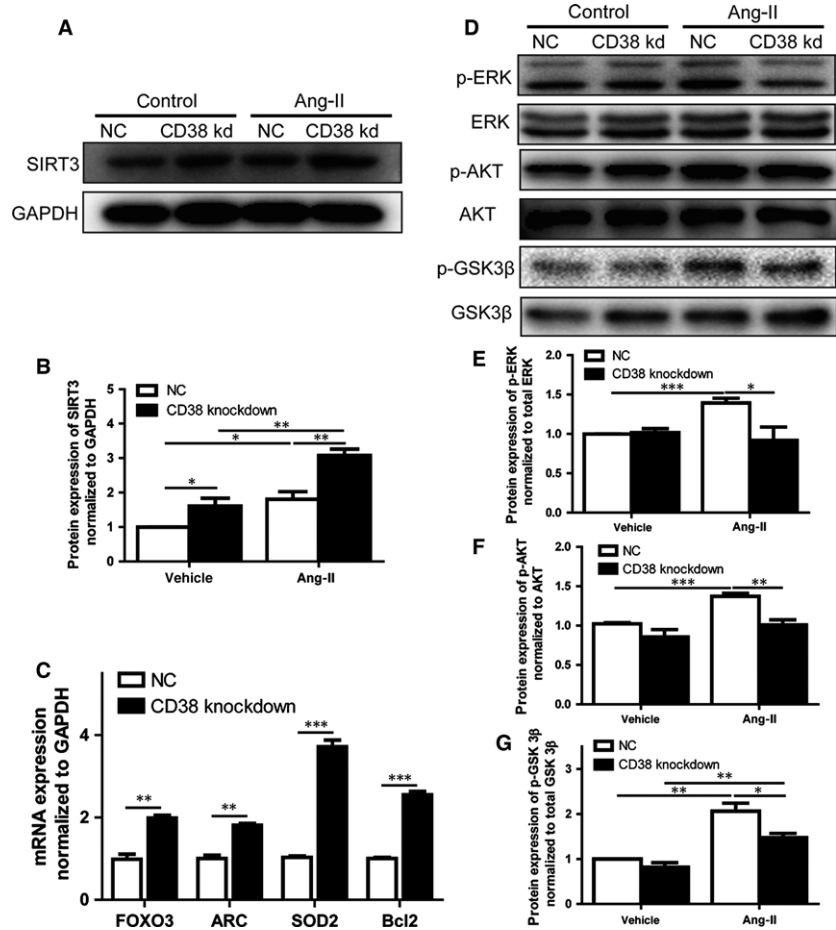 A
Control Ang-II
NC CD38 kd NC CD38 kd
SIRT3
GAPDH
B
Protein expression of SIRT3
normalized to GAPDH
5
4
3
2
1
0
NC
CD38 knockdown
*
*
**
**
Vehicle Ang-II
C
mRNA expression
normalized to GAPDH
4
2
0
NC
CD38 knockdown
**
**
***
***
FOXO3 ARC SOD2 Bcl2
D
Control Ang-II
NC CD38 kd NC CD38 kd
p-ERK
ERK
p-AKT
AKT
p-GSK3β
GSK3β
E
Protein expression of p-ERK
normalized to total ERK
2.0
1.5
1.0
0.5
0.0
NC
CD38 knockdown
*** *
Vehicle Ang-II
F
Protein expression of p-AKT
normalized to AKT
2.0
1.5
1.0
0.5
0.0
NC
CD38 knockdown
*** **
Vehicle Ang-II
G
Protein expression of p-GSK 3β
normalized to total GSK 3β
2
1
0
NC
CD38 knockdown
**
** *
Vehicle Ang-II